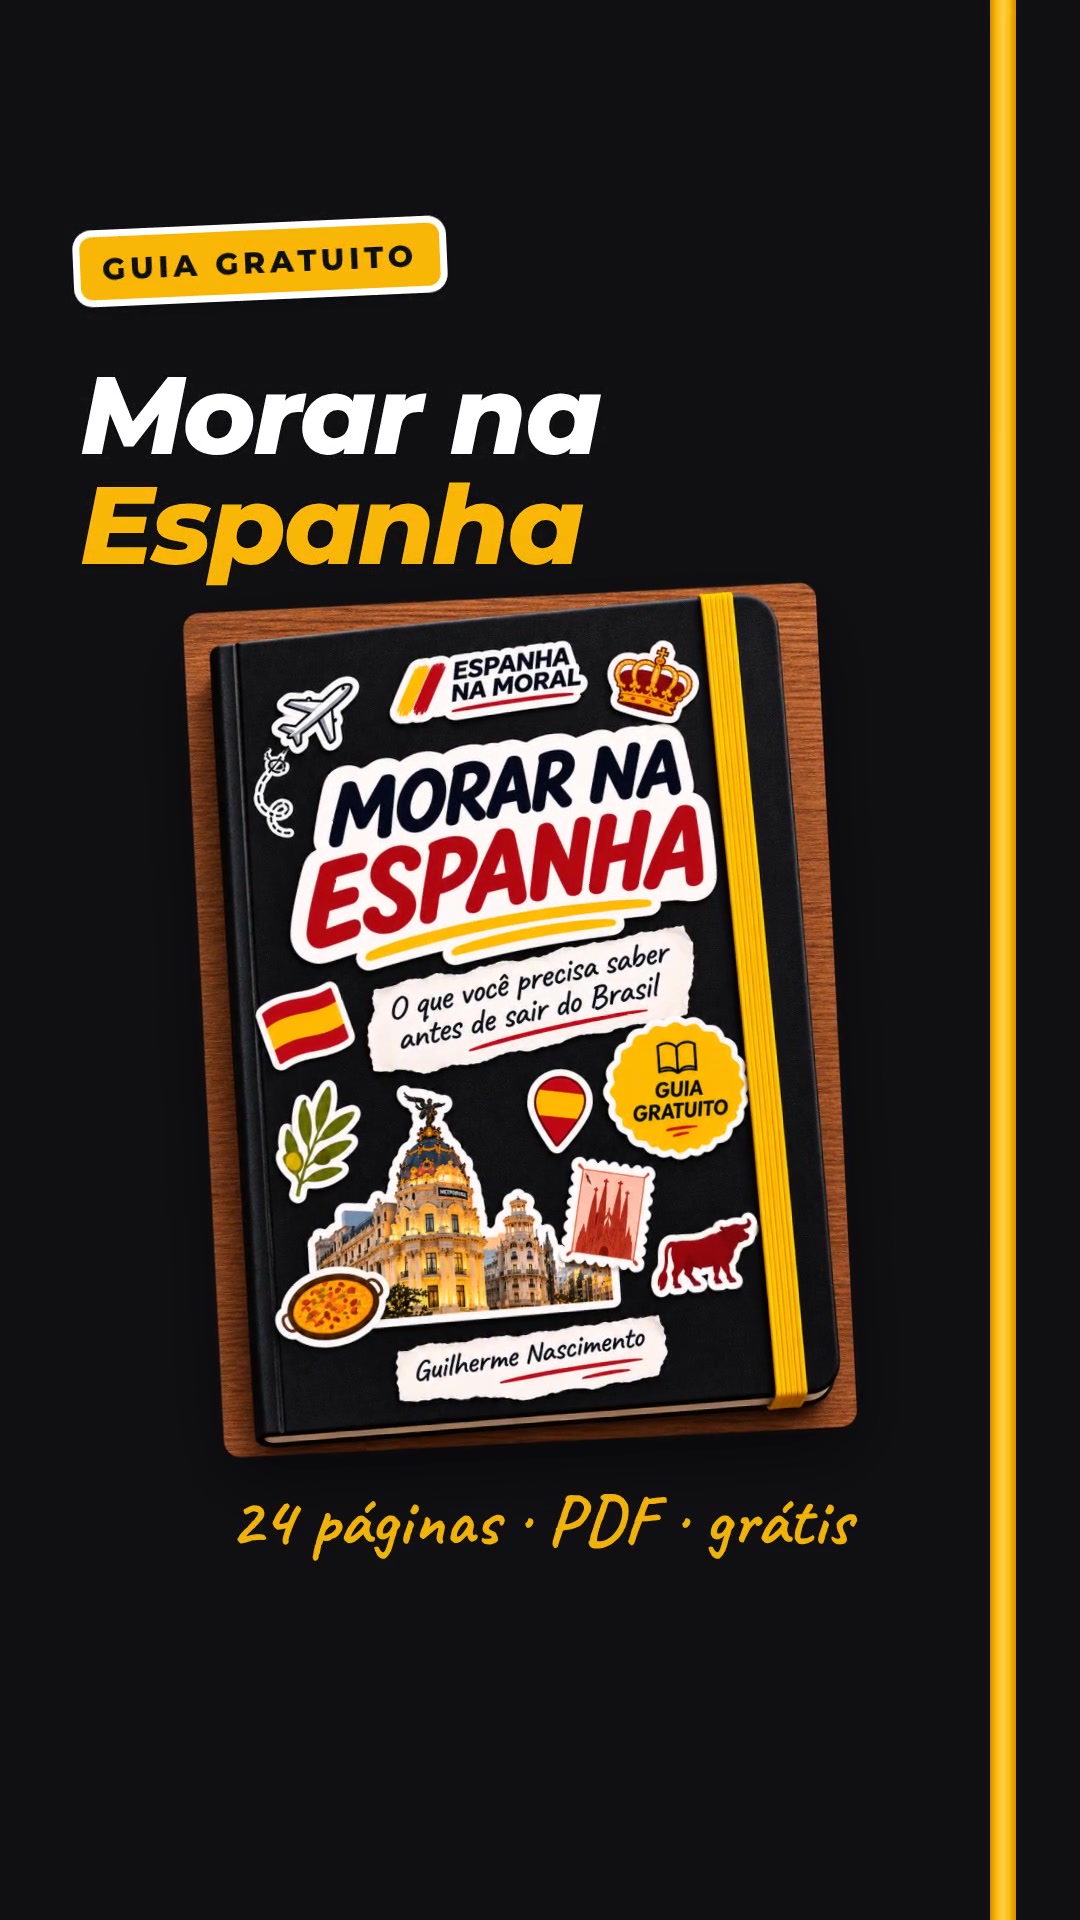 GUIA GRATUITO
Morar na
Espanha
ESPANHA
NA MORAL
MORAR NA
ESPANHA
O que você precisa saber
antes de sair do Brasil
GUIA
GRATUITO
METROPOLIS
Guilherme Nascimento
24 páginas · PDF · grátis